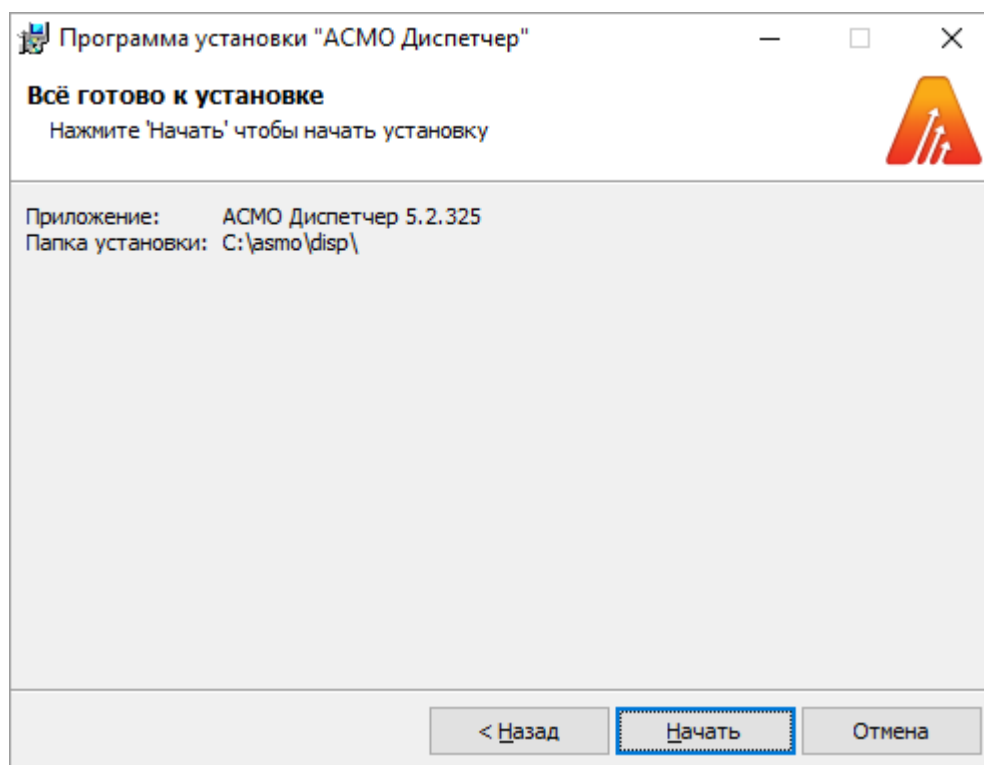 Программа установки "АСМО Диспетчер"
Всё готово к установке
Нажмите 'Начать' чтобы начать установку
Приложение: АСМО Диспетчер 5.2.325
Папка установки: C:\asmo\disp\
< Назад Начать Отмена